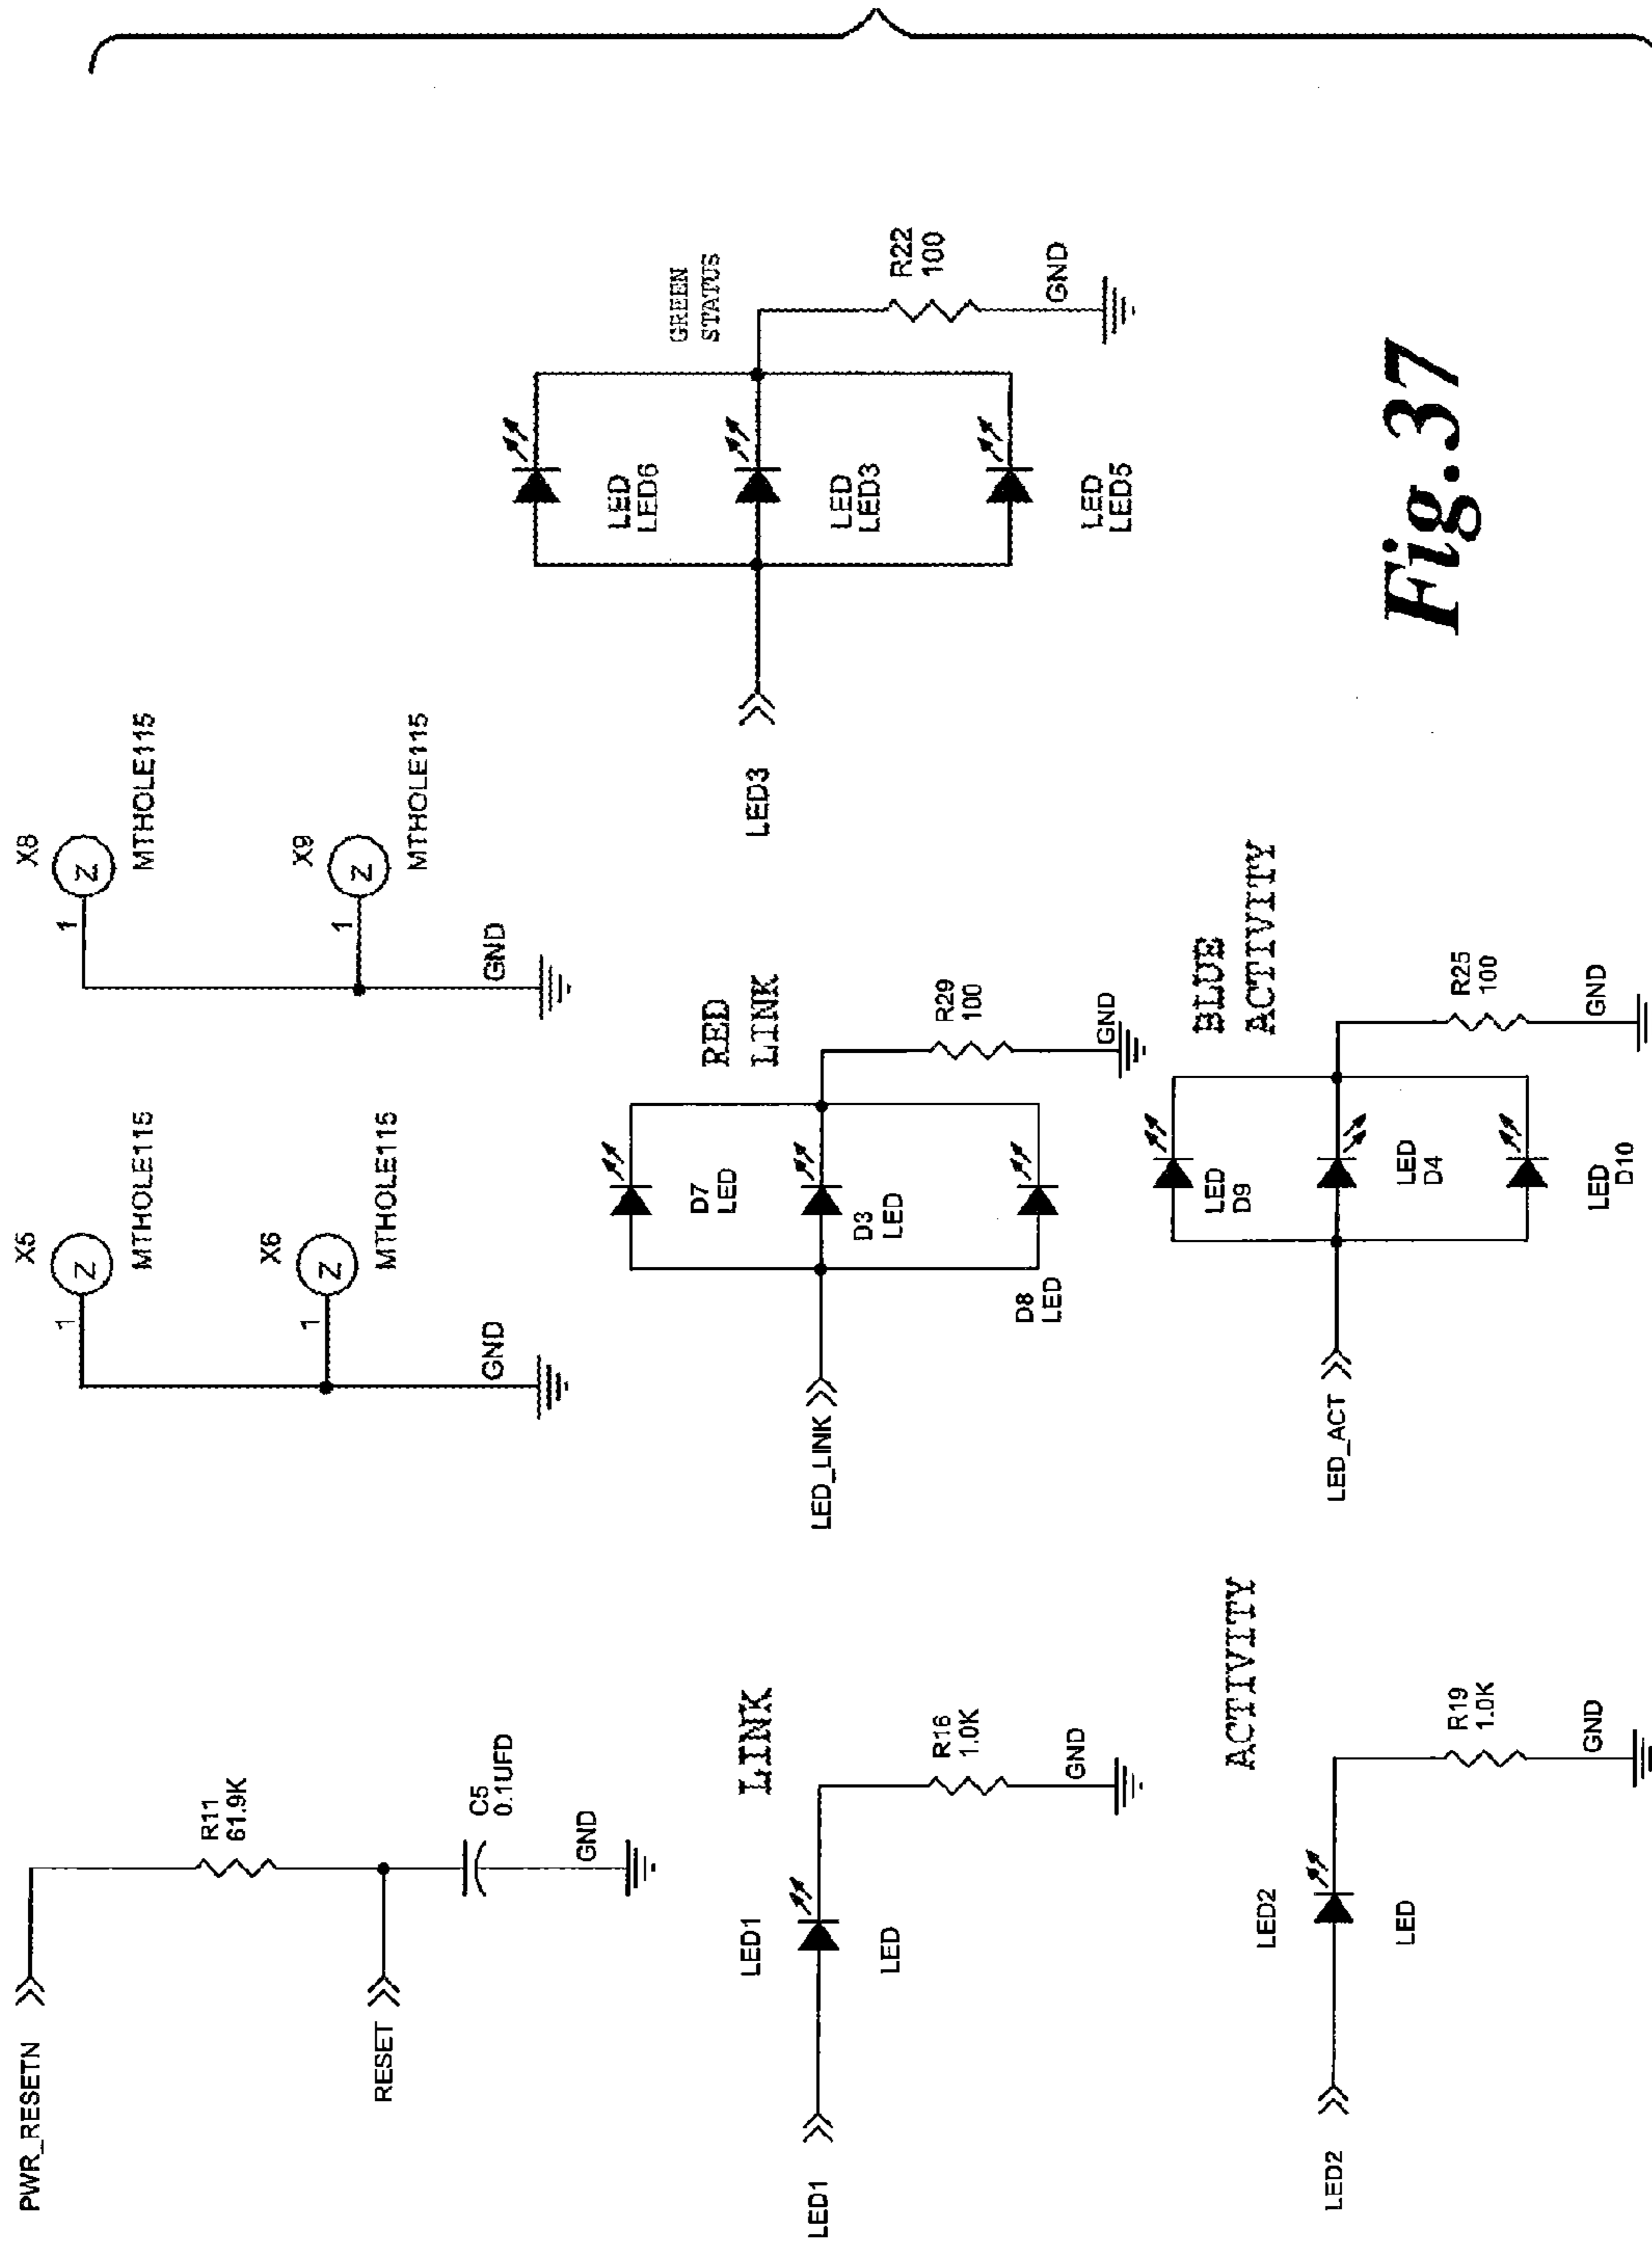 PWR_RESETN
R11
61.9K
RESET
C5
0.1UFD
GND
X5
1
Z
MTHOLE115
X6
1
Z
MTHOLE115
GND
X8
1
Z
MTHOLE115
X9
1
Z
MTHOLE115
GND
LED1
LED1
LED
LINK
R16
1.0K
GND
LED_LINK
D7
LED
D3
LED
D8
LED
RED
LINK
R29
100
GND
LED3
LED
LED6
LED
LED3
LED
LED5
GREEN
STATUS
R22
100
GND
LED2
LED2
LED
ACTIVITY
R19
1.0K
GND
LED_ACT
LED
D9
LED
D4
LED
D10
BLUE
ACTIVITY
R25
100
GND
Fig.37